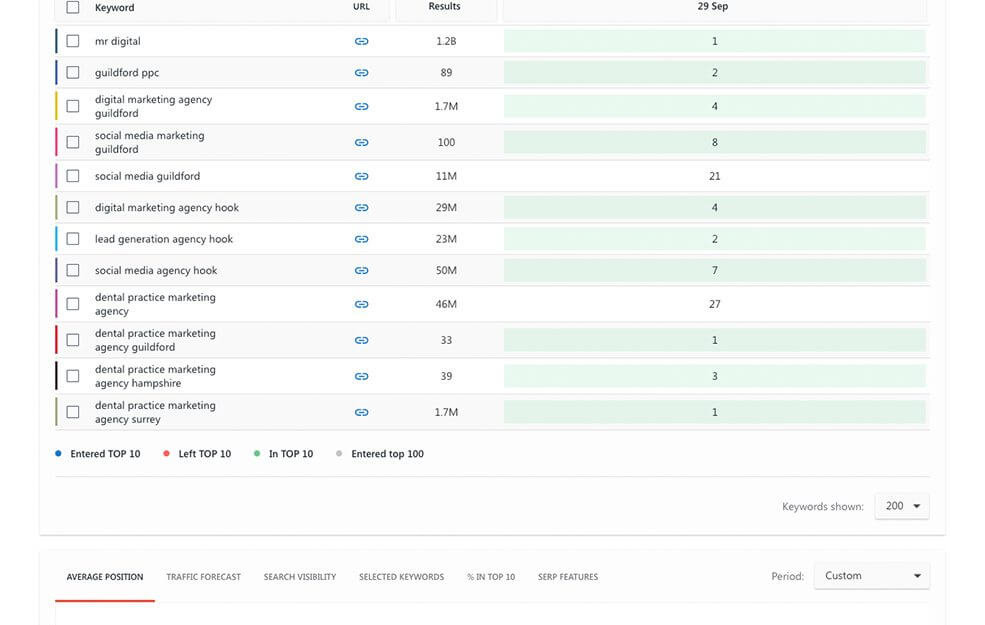 Keyword URL Results 29 Sep
mr digital 1.2B 1
guildford ppc 89 2
digital marketing agency
guildford 1.7M 4
social media marketing
guildford 100 8
social media guildford 11M 21
digital marketing agency hook 29M 4
lead generation agency hook 23M 2
social media agency hook 50M 7
dental practice marketing
agency 46M 27
dental practice marketing
agency guildford 33 1
dental practice marketing
agency hampshire 39 3
dental practice marketing
agency surrey 1.7M 1
Entered TOP 10 Left TOP 10 In TOP 10 Entered top 100
Keywords shown: 200
AVERAGE POSITION TRAFFIC FORECAST SEARCH VISIBILITY SELECTED KEYWORDS % IN TOP 10 SERP FEATURES Period: Custom